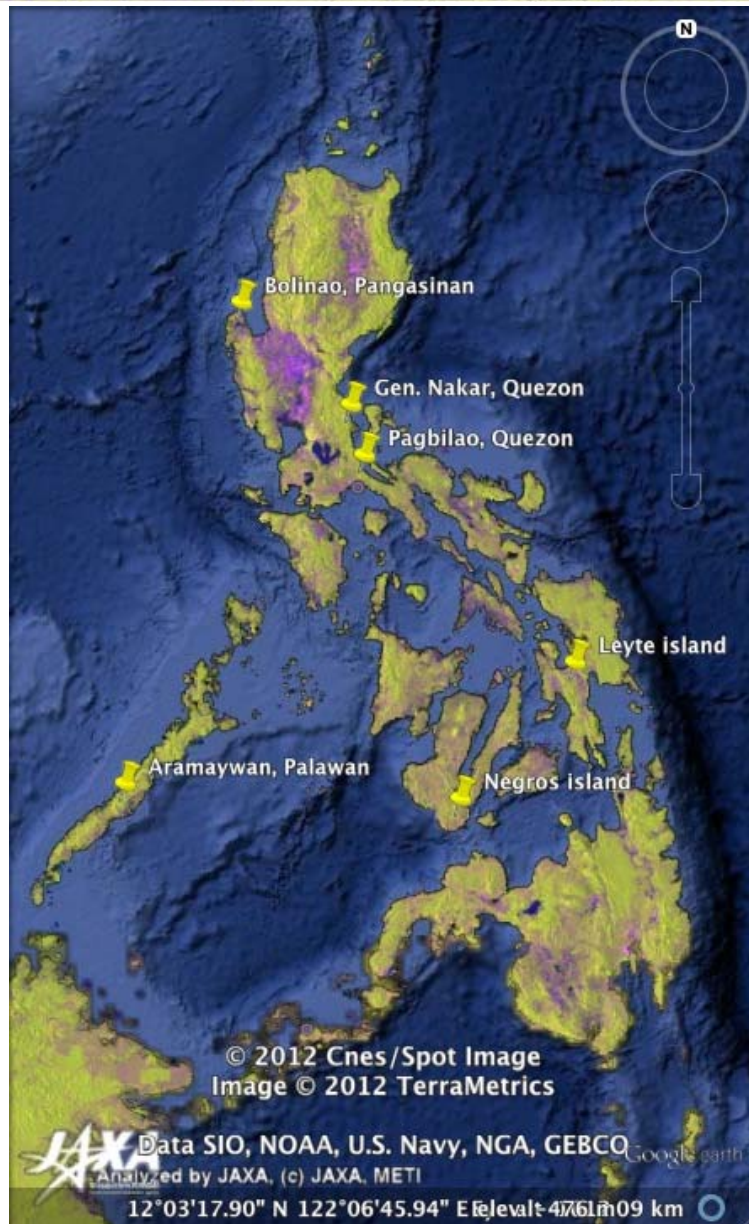 N
Bolinao, Pangasinan
Gen. Nakar, Quezon
Pagbilao, Quezon
Leyte island
Aramaywan, Palawan
Negros island
© 2012 Cnes/Spot Image
Image © 2012 TerraMetrics
JAXA
Data SIO, NOAA, U.S. Navy, NGA, GEBCO
Google earth
Analyzed by JAXA, (c) JAXA, METI
12°03'17.90" N 122°06'45.94" E